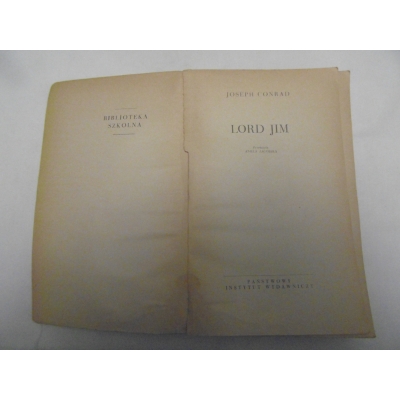 BIBLIOTEKA
SZKOLNA
JOSEPH CONRAD
LORD JIM
PAŃSTWOWY
INSTYTUT WYDAWNICZY